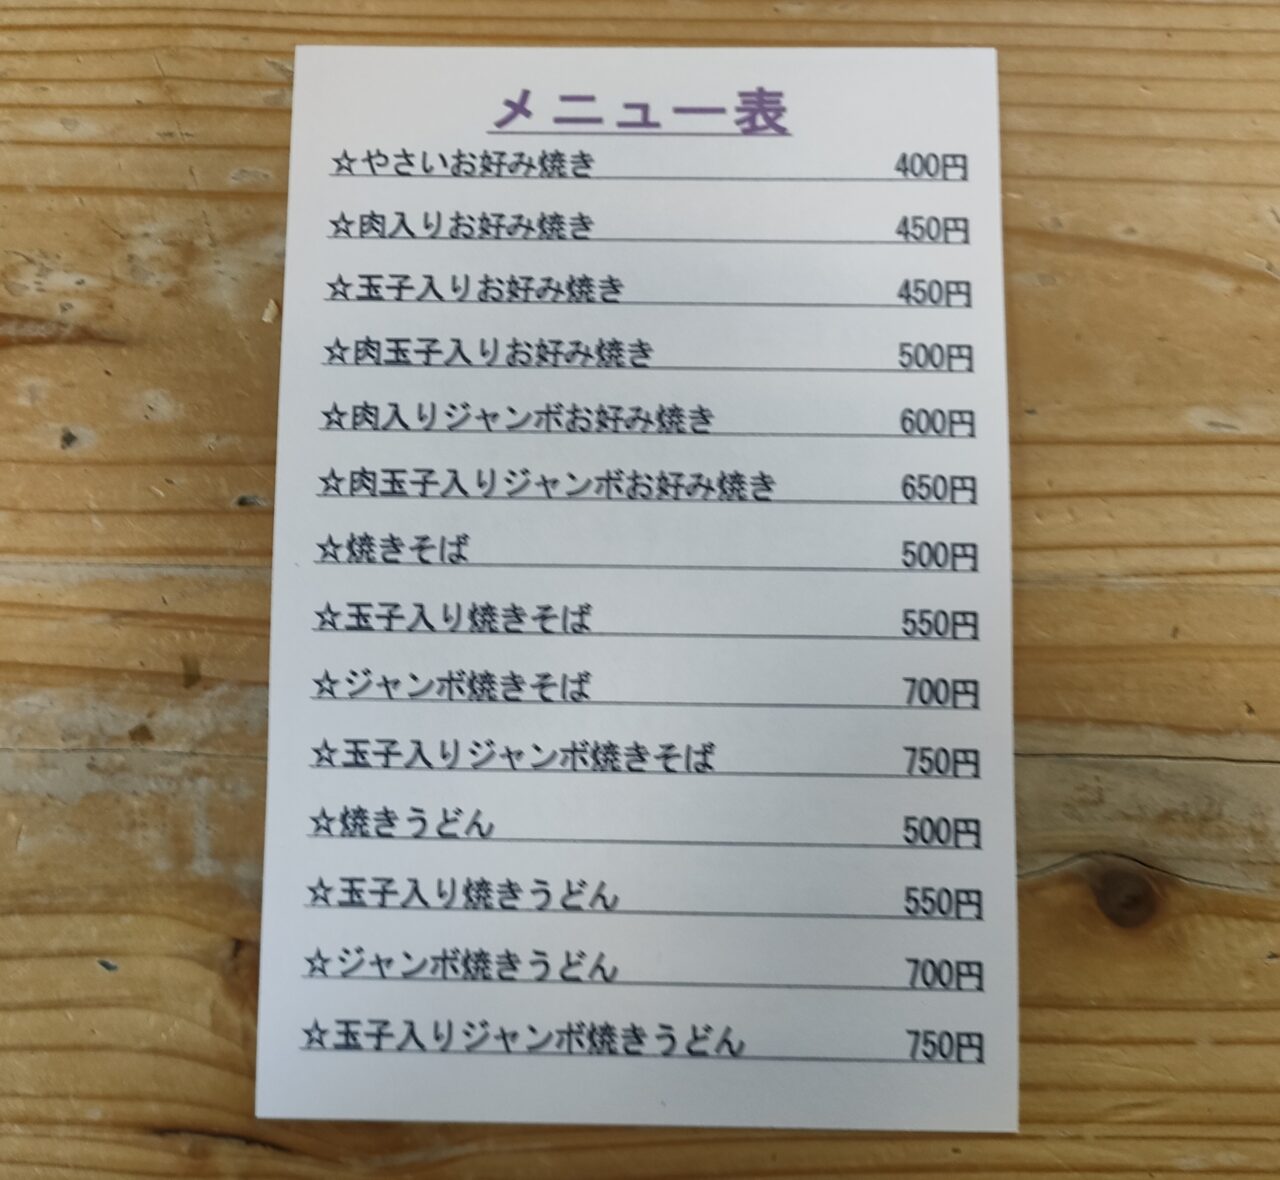 メニュー表
☆やさいお好み焼き 400円
☆肉入りお好み焼き 450円
☆玉子入りお好み焼き 450円
☆肉玉子入りお好み焼き 500円
☆肉入りジャンボお好み焼き 600円
☆肉玉子入りジャンボお好み焼き 650円
☆焼きそば 500円
☆玉子入り焼きそば 550円
☆ジャンボ焼きそば 700円
☆玉子入りジャンボ焼きそば 750円
☆焼きうどん 500円
☆玉子入り焼きうどん 550円
☆ジャンボ焼きうどん 700円
☆玉子入りジャンボ焼きうどん 750円